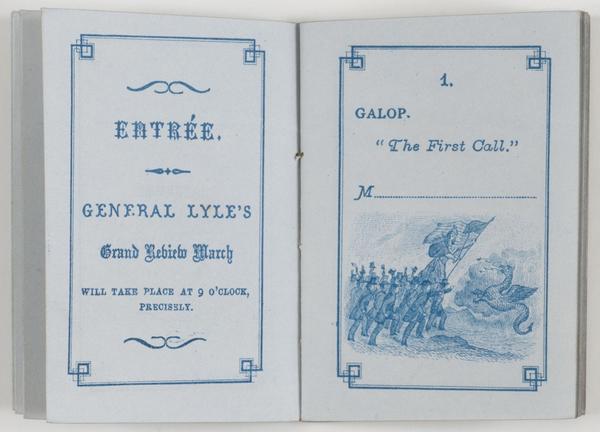 ENTRÉE.
GENERAL LYLE'S
Grand Review March
WILL TAKE PLACE AT 9 O'CLOCK,
PRECISELY.
1.
GALOP.
"The First Call."
M